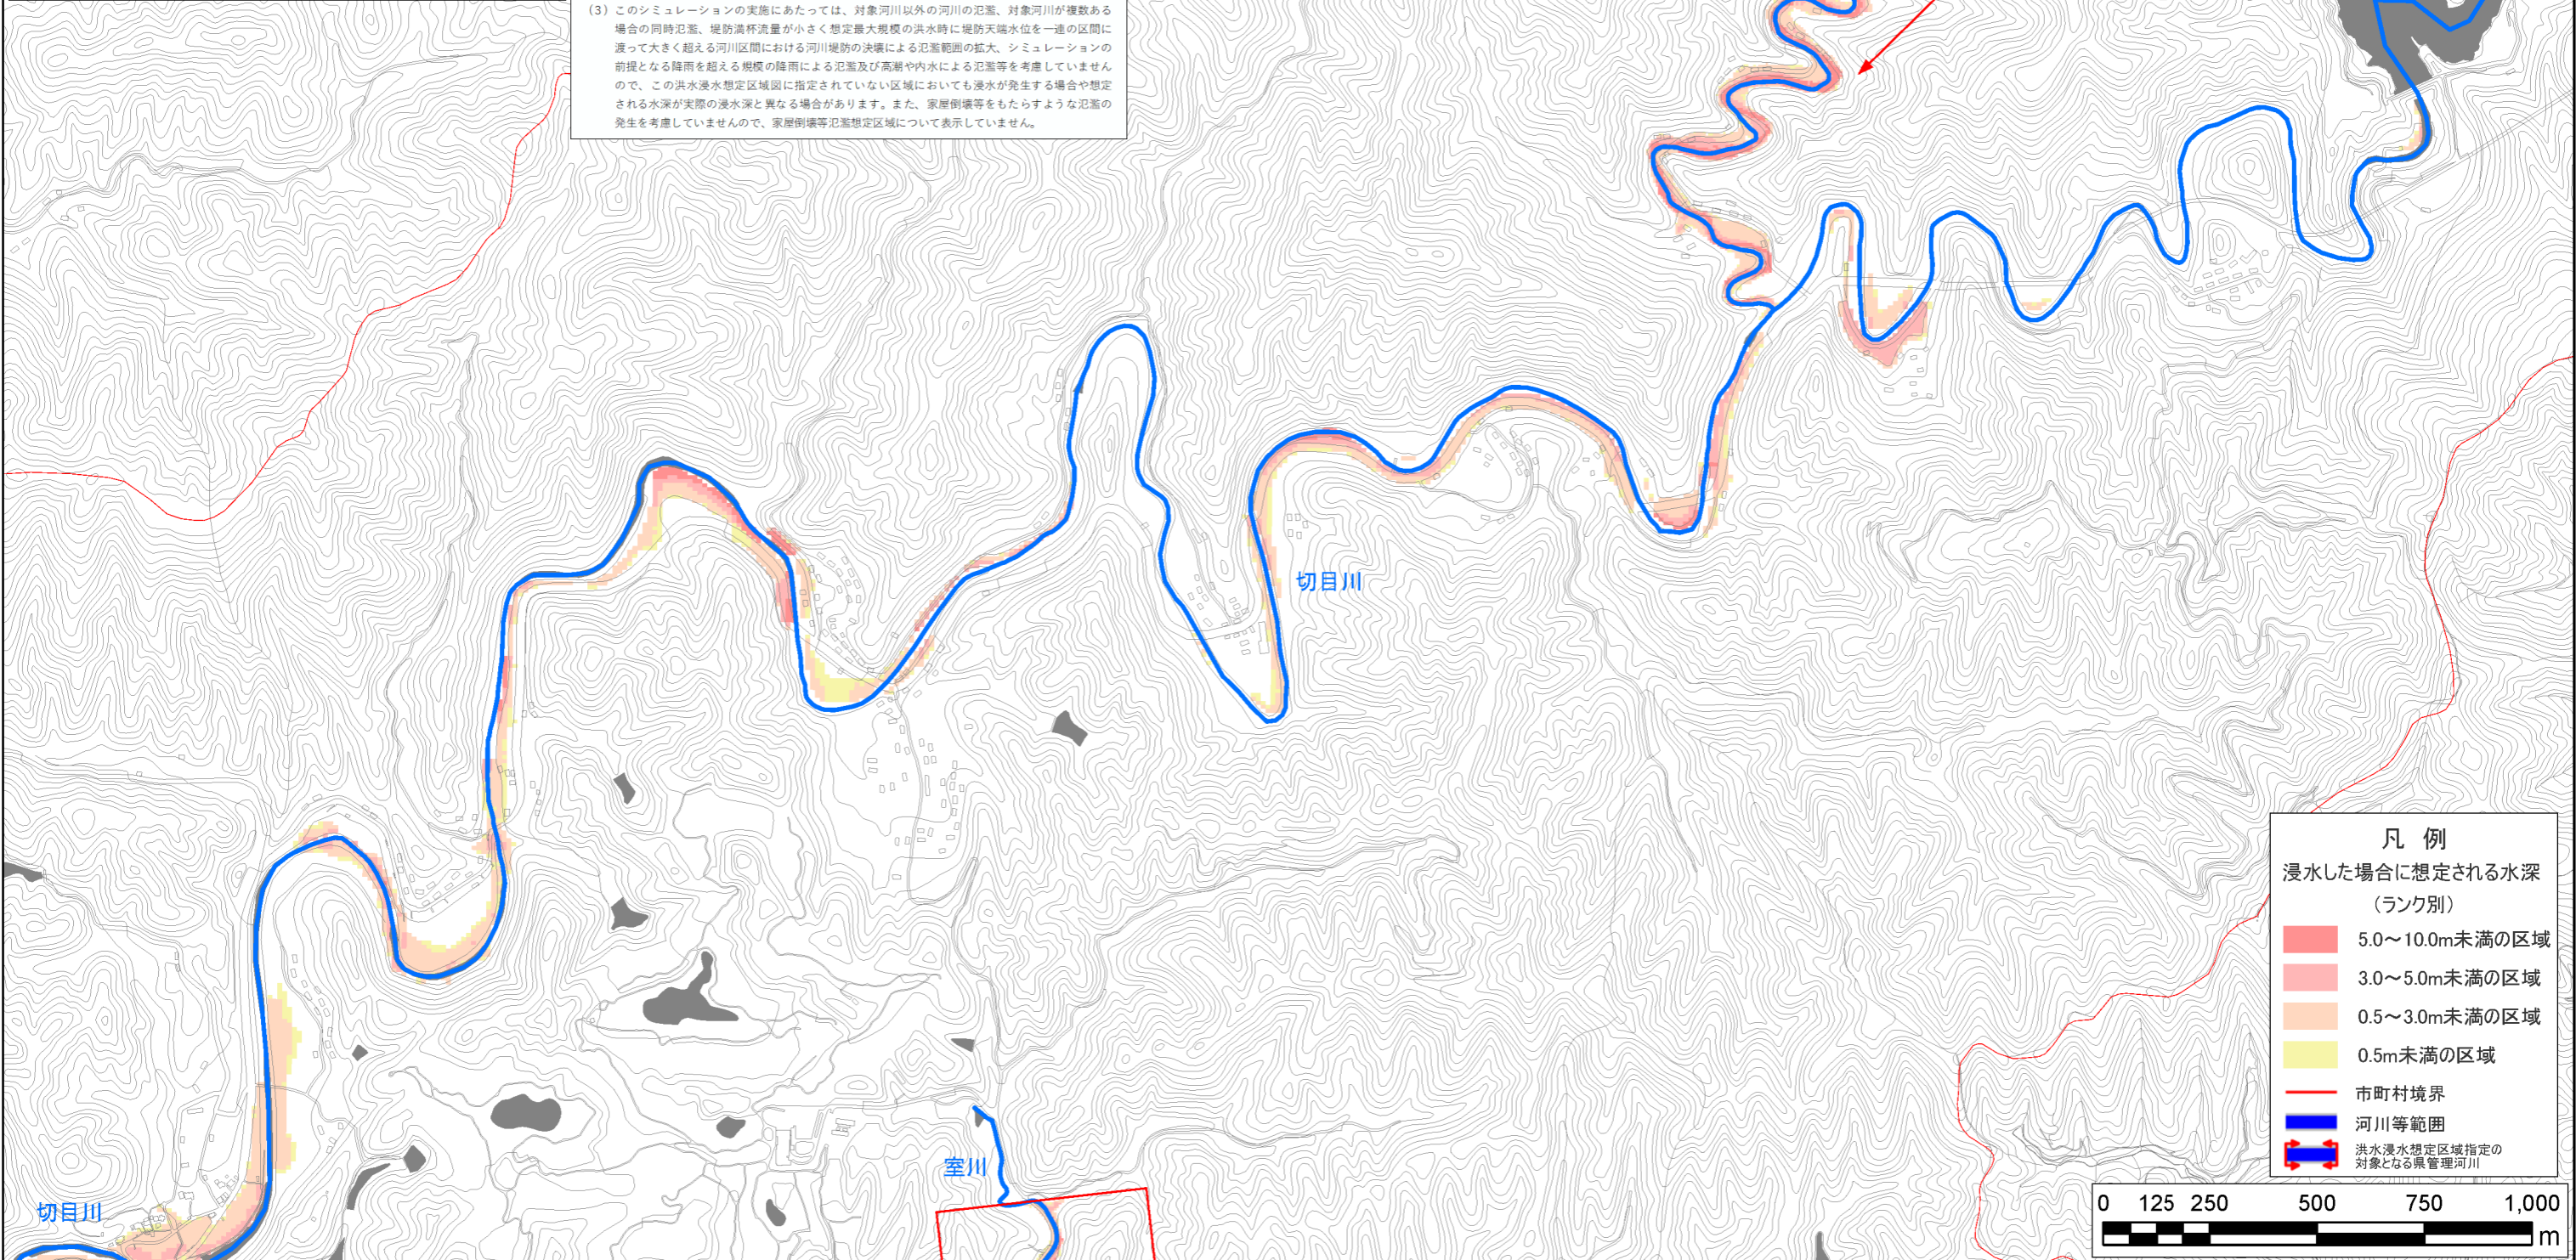 （3）このシミュレーションの実施にあたっては、対象河川以外の河川の氾濫、対象河川が複数ある
場合の同時氾濫、堤防満杯流量が小さく想定最大規模の洪水時に堤防天端水位を一連の区間に
渡って大きく超える河川区間における河川堤防の決壊による氾濫範囲の拡大、シミュレーションの
前提となる降雨を超える規模の降雨による氾濫及び高潮や内水による氾濫等を考慮していません
ので、この洪水浸水想定区域図に指定されていない区域においても浸水が発生する場合や想定
される水深が実際の浸水深と異なる場合があります。また、家屋倒壊等をもたらすような氾濫の
発生を考慮していませんので、家屋倒壊等氾濫想定区域について表示していません。
切目川
室川
切目川
凡 例
浸水した場合に想定される水深
（ランク別）
5.0～10.0m未満の区域
3.0～5.0m未満の区域
0.5～3.0m未満の区域
0.5m未満の区域
市町村境界
河川等範囲
洪水浸水想定区域指定の
対象となる県管理河川
0 125 250 500 750 1,000
m